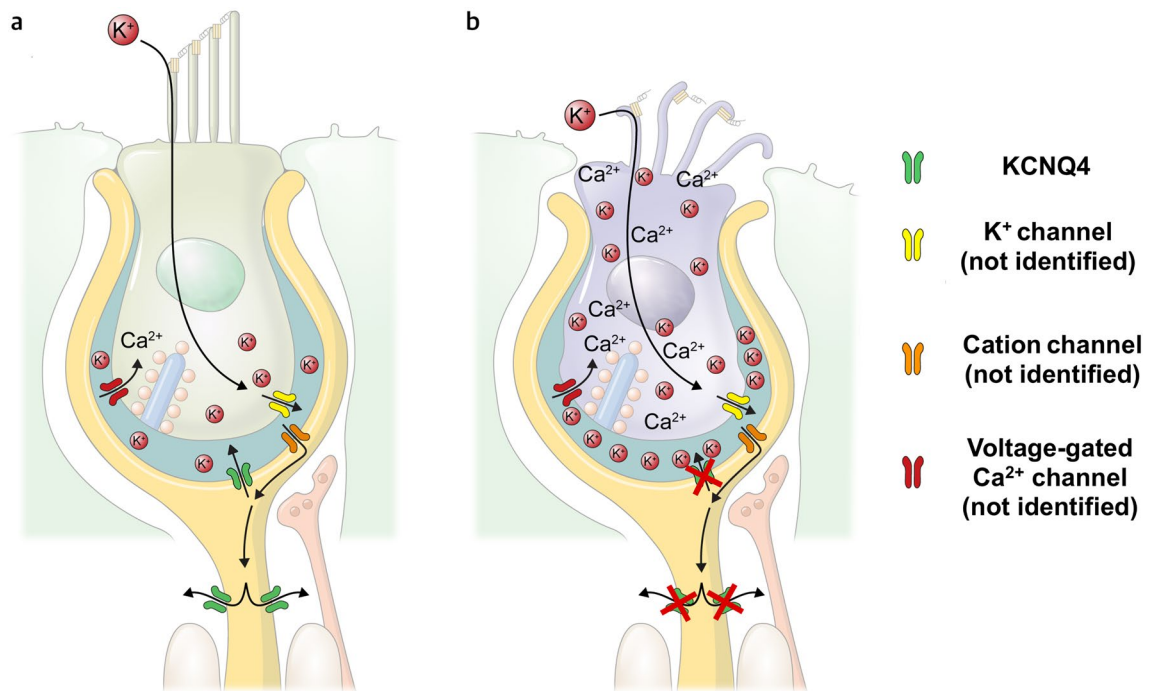 a
K⁺
Ca²⁺
K⁺
K⁺
K⁺
K⁺
K⁺
K⁺
K⁺
b
K⁺
Ca²⁺
K⁺
Ca²⁺
K⁺
K⁺
Ca²⁺
K⁺
K⁺
Ca²⁺
K⁺
K⁺
K⁺
Ca²⁺
Ca²⁺
K⁺
K⁺
K⁺
K⁺
K⁺
Ca²⁺
K⁺
K⁺
K⁺
K⁺
K⁺
K⁺
KCNQ4
K⁺ channel
(not identified)
Cation channel
(not identified)
Voltage-gated
Ca²⁺ channel
(not identified)